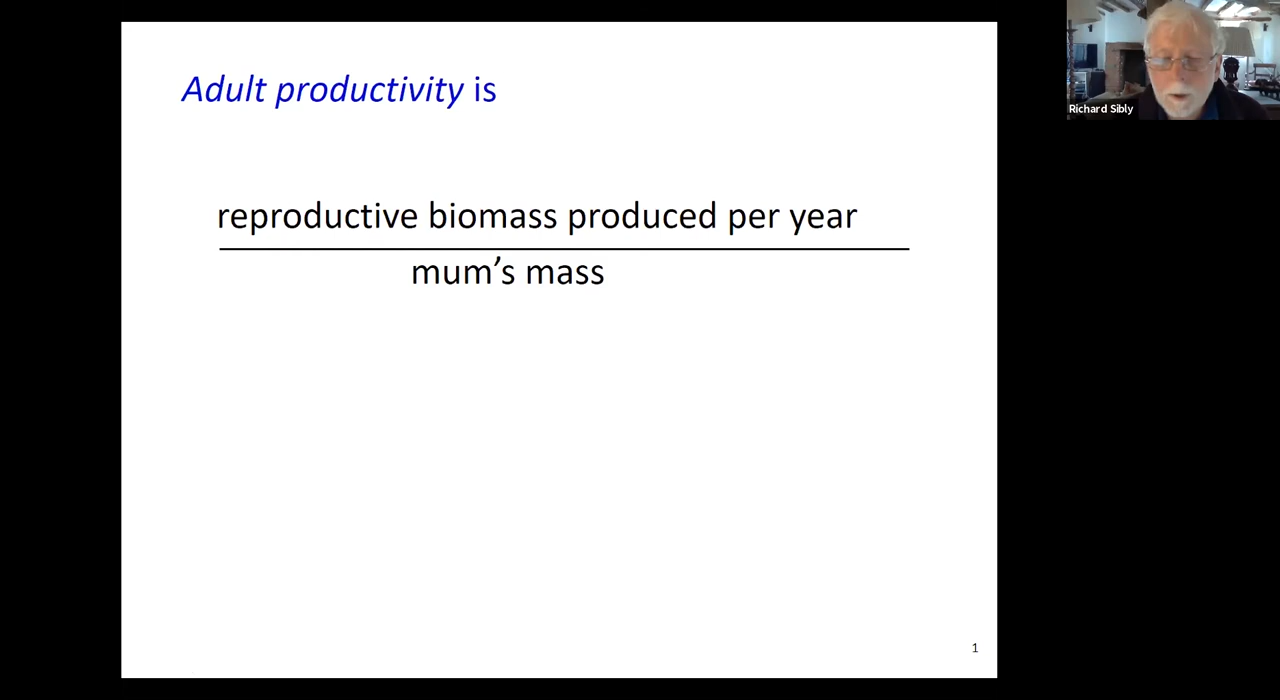 Adult productivity is
reproductive biomass produced per year
mum’s mass
1
Richard Sibly